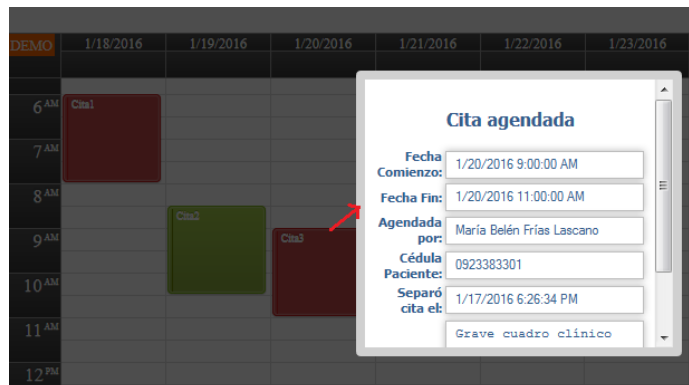 DEMO 1/18/2016 1/19/2016 1/20/2016 1/21/2016 1/22/2016 1/23/2016
6 AM
Cita1
7 AM
8 AM
Cita2
9 AM
Cita3
10 AM
11 AM
12 PM
Cita agendada
Fecha
Comienzo:
1/20/2016 9:00:00 AM
Fecha Fin:
1/20/2016 11:00:00 AM
Agendada
por:
María Belén Frías Lascano
Cédula
Paciente:
0923383301
Separó
cita el:
1/17/2016 6:26:34 PM
Grave cuadro clínico